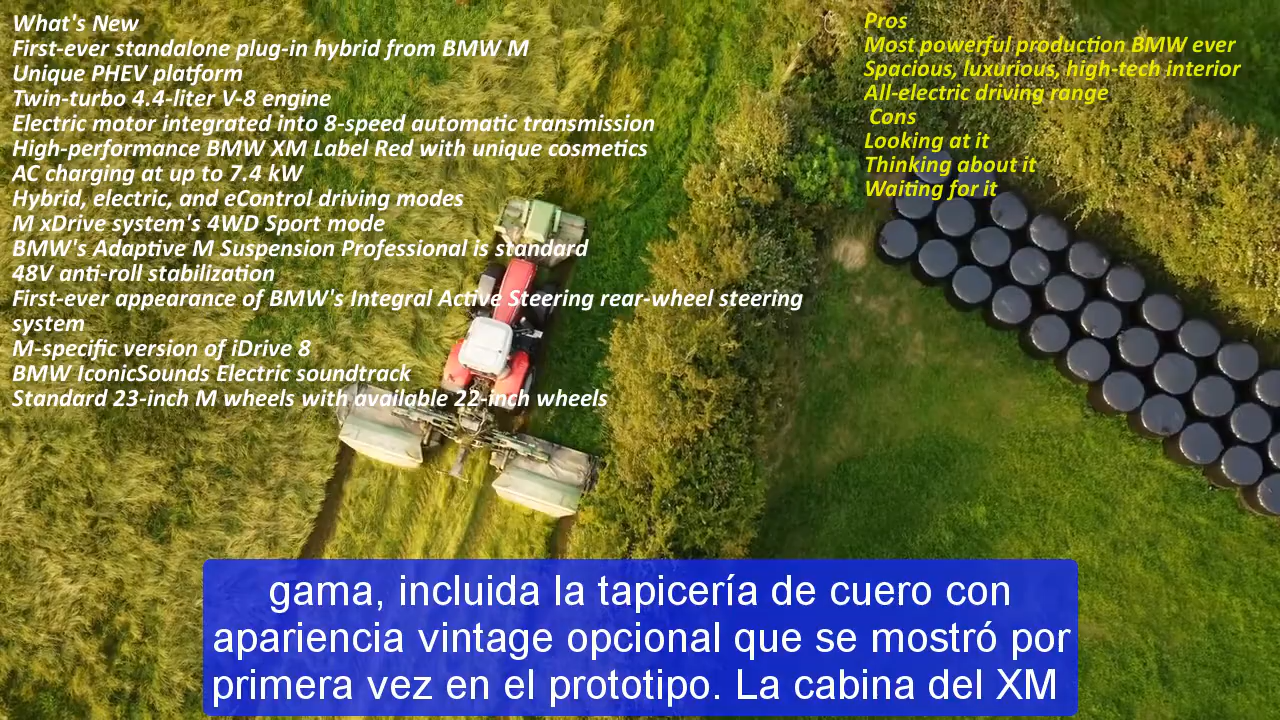 What's New
First-ever standalone plug-in hybrid from BMW M
Unique PHEV platform
Twin-turbo 4.4-liter V-8 engine
Electric motor integrated into 8-speed automatic transmission
High-performance BMW XM Label Red with unique cosmetics
AC charging at up to 7.4 kW
Hybrid, electric, and eControl driving modes
M xDrive system's 4WD Sport mode
BMW's Adaptive M Suspension Professional is standard
48V anti-roll stabilization
First-ever appearance of BMW's Integral Active Steering rear-wheel steering
system
M-specific version of iDrive 8
BMW IconicSounds Electric soundtrack
Standard 23-inch M wheels with available 22-inch wheels
Pros
Most powerful production BMW ever
Spacious, luxurious, high-tech interior
All-electric driving range
Cons
Looking at it
Thinking about it
Waiting for it
gama, incluida la tapicería de cuero con
apariencia vintage opcional que se mostró por
primera vez en el prototipo. La cabina del XM